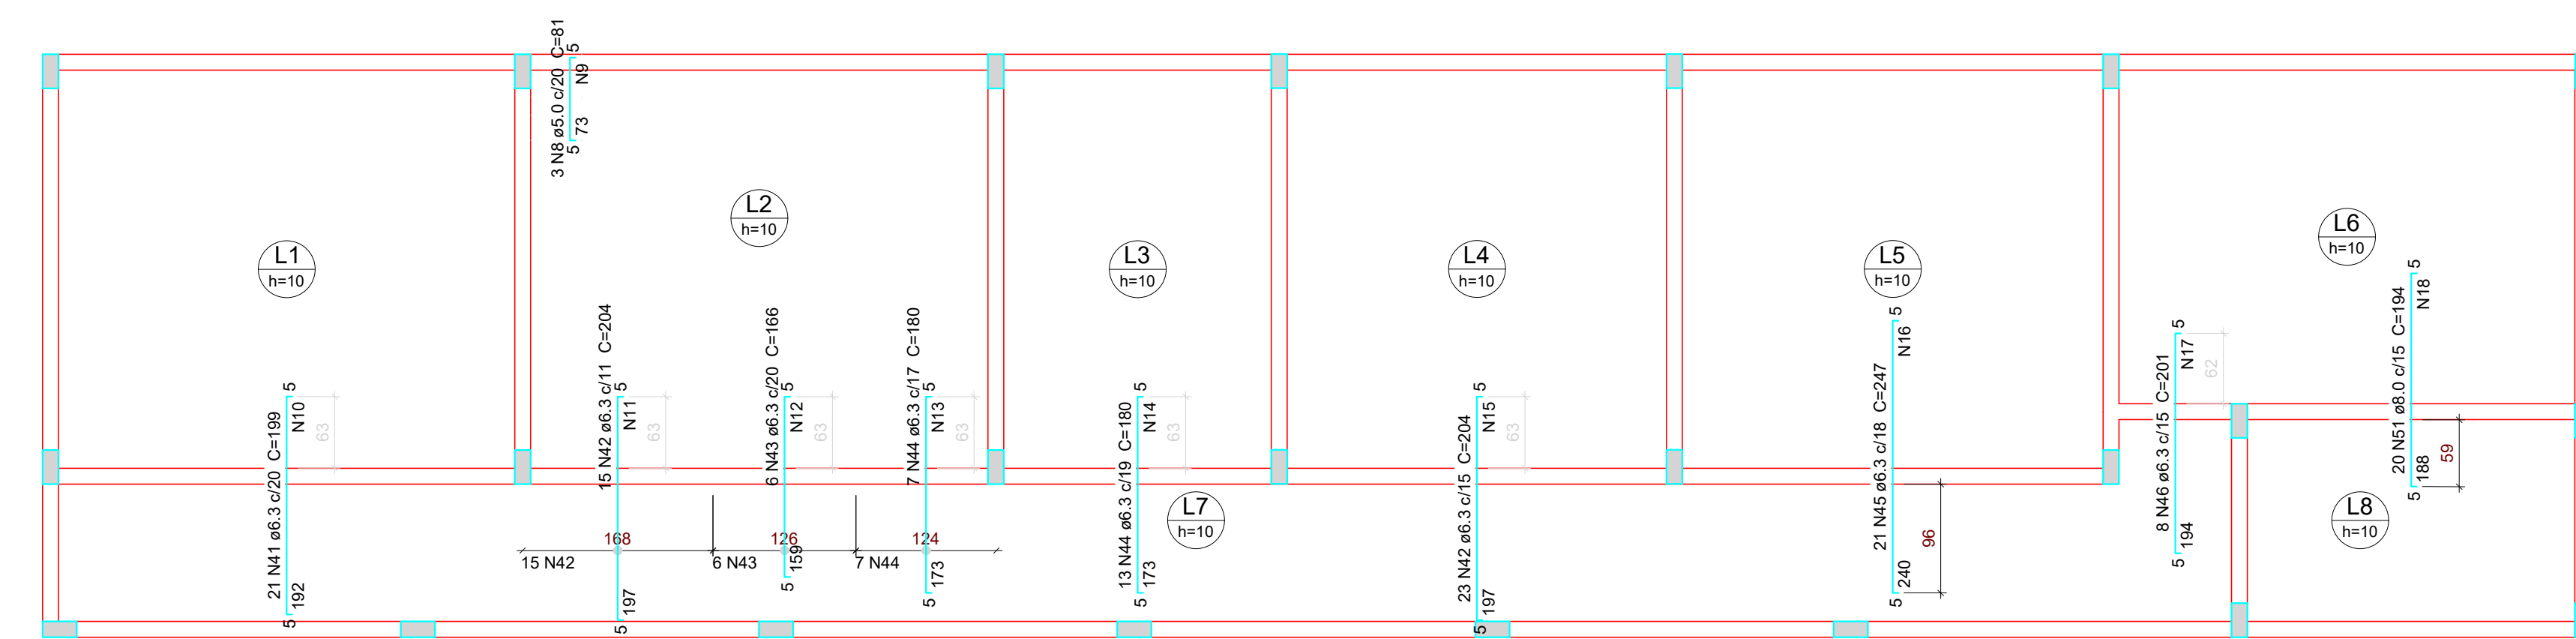 3 N8 ø5.0 c/20 C=81
5
N9
73
5
L1
h=10
L2
h=10
L3
h=10
L4
h=10
L5
h=10
L6
h=10
L7
h=10
L8
h=10
21 N41 ø6.3 c/20 C=199
5
N10
63
192
5
15 N42 ø6.3 c/11 C=204
5
N11
63
197
5
6 N43 ø6.3 c/20 C=166
5
N12
63
159
5
7 N44 ø6.3 c/17 C=180
5
N13
63
173
5
168
126
124
15 N42
6 N43
7 N44
13 N44 ø6.3 c/19 C=180
5
N14
63
173
5
23 N42 ø6.3 c/15 C=204
5
N15
63
197
5
21 N45 ø6.3 c/18 C=247
5
N16
96
240
5
8 N46 ø6.3 c/15 C=201
5
N17
62
194
5
20 N51 ø8.0 c/15 C=194
5
N18
59
188
5